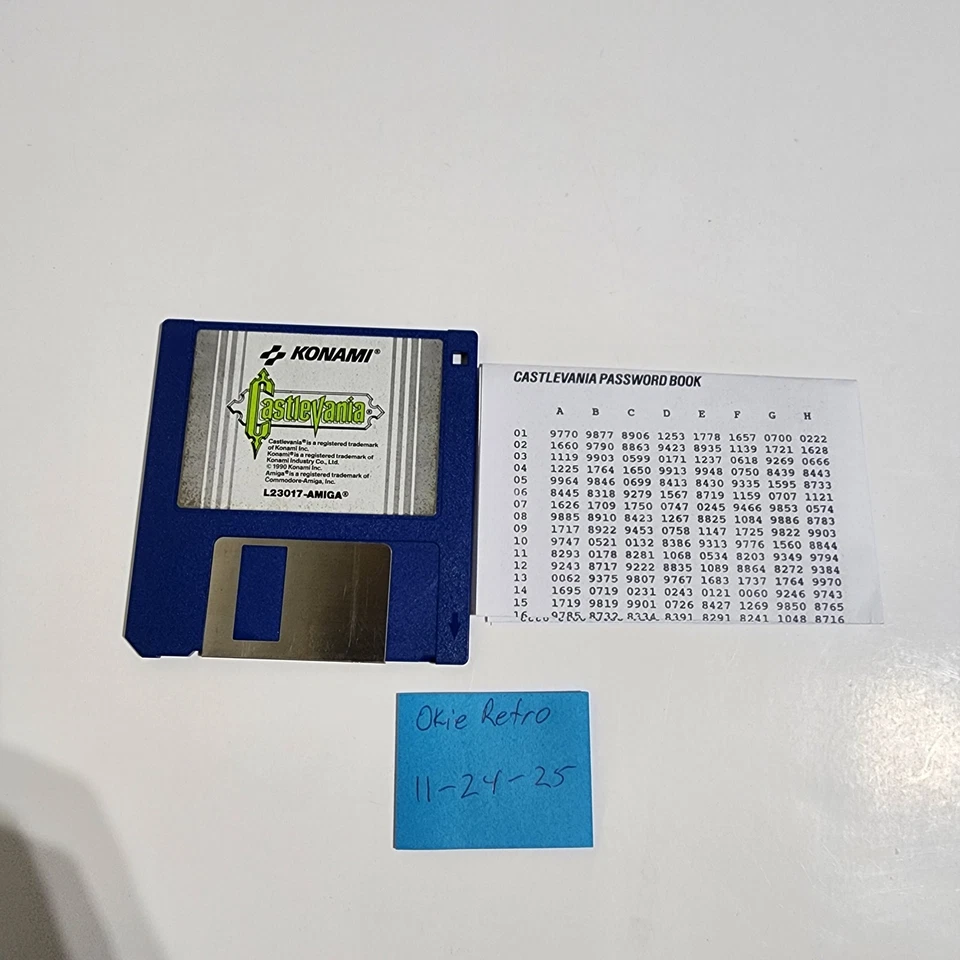 KONAMI®
Castlevania®
Castlevania® is a registered trademark
of Konami Inc.
Konami® is a registered trademark of
Konami Industry Co., Ltd.
© 1990 Konami Inc.
Amiga® is a registered trademark of
Commodore-Amiga, Inc.
L23017-AMIGA®
CASTLEVANIA PASSWORD BOOK
A B C D E F G H
01 9770 9877 8906 1253 1778 1657 0700 0222
02 1660 9790 8863 9423 8935 1139 1721 1628
03 1119 9903 0599 0171 1237 0618 9269 0666
04 1225 1764 1650 9913 9948 0750 8439 8443
05 9964 9846 0699 8413 8430 9335 1595 8733
06 8445 8318 9279 1567 8719 1159 0707 1121
07 1626 1709 1750 0747 0245 9466 9853 0574
08 9885 8910 8423 1267 8825 1084 9886 8783
09 1717 8922 9453 0758 1147 1725 9822 9903
10 9747 0521 0132 8386 9313 9776 1560 8844
11 8293 0178 8281 1068 0534 8203 9349 9794
12 9243 8717 9222 8835 1089 8864 8272 9384
13 0062 9375 9807 9767 1683 1737 1764 9970
14 1695 0719 0231 0243 0121 0060 9246 9743
15 1719 9819 9901 0726 8427 1269 9850 8765
16 9785 8732 8334 8391 8291 8241 1048 8716
Okie Retro
11-24-25